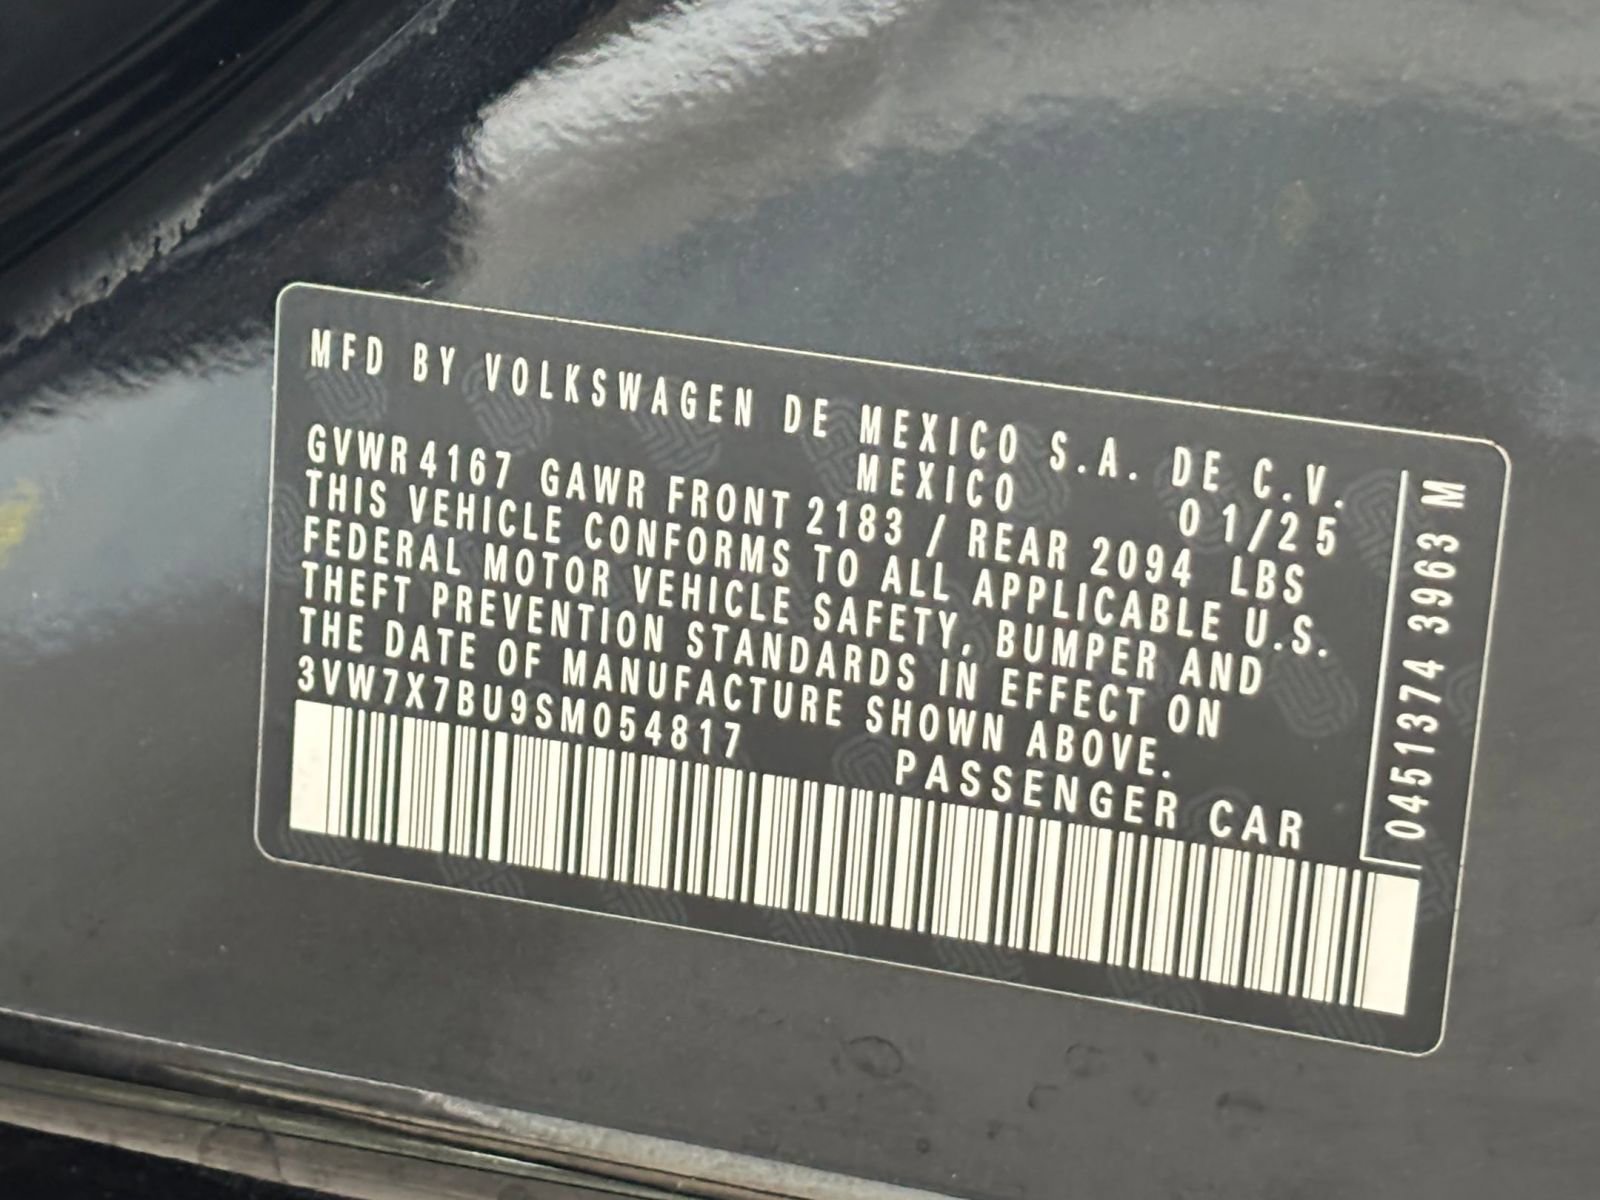 MFD BY VOLKSWAGEN DE MEXICO S.A. DE C.V.
MEXICO 01/25
GVWR 4167 GAWR FRONT 2183 / REAR 2094 LBS
THIS VEHICLE CONFORMS TO ALL APPLICABLE U.S.
FEDERAL MOTOR VEHICLE SAFETY, BUMPER AND
THEFT PREVENTION STANDARDS IN EFFECT ON
THE DATE OF MANUFACTURE SHOWN ABOVE.
3VW7X7BU9SM054817 PASSENGER CAR
0451374 3963 M